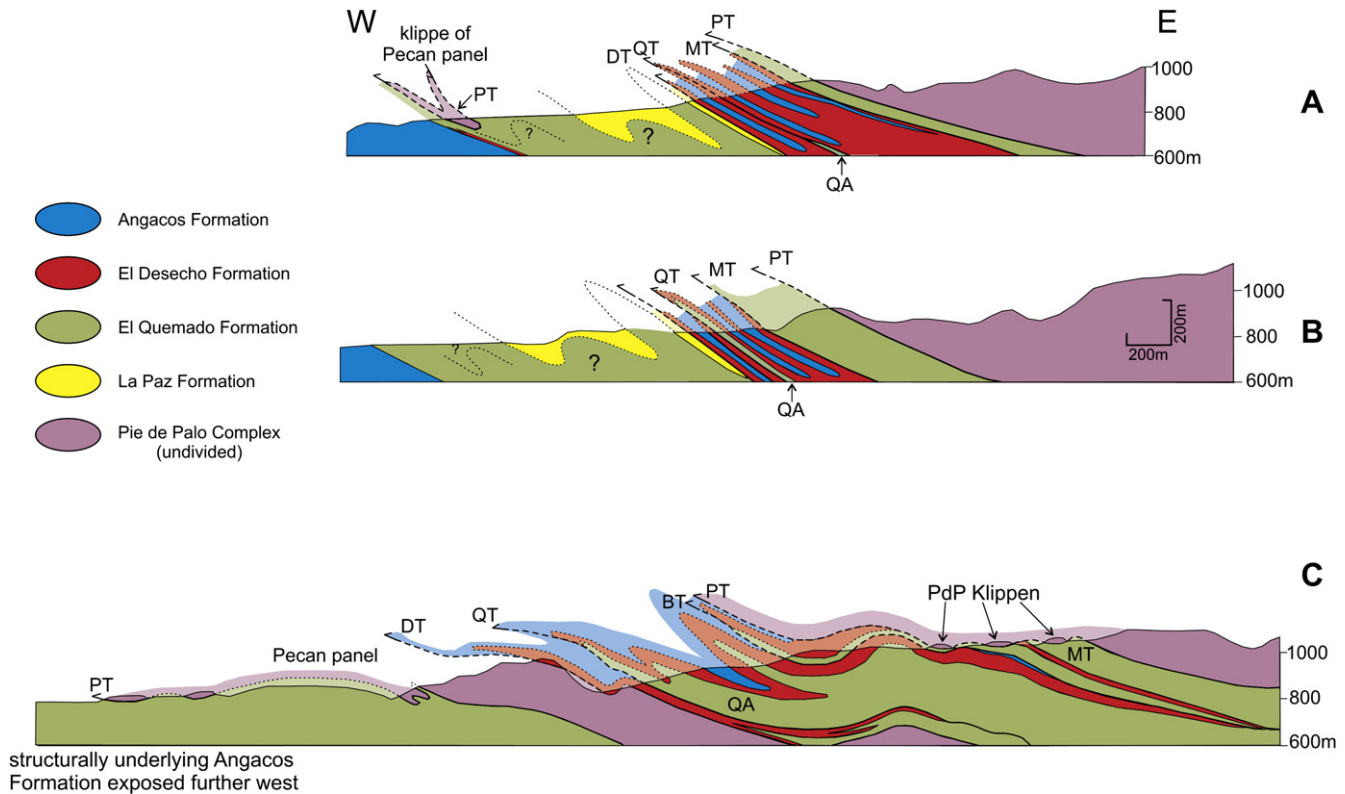 W
E
klippe of
Pecan panel
PT
DT
QT
MT
PT
1000
800
600m
A
QA
Angacos Formation
El Desecho Formation
El Quemado Formation
La Paz Formation
Pie de Palo Complex
(undivided)
QT
MT
PT
?
?
?
?
1000
800
600m
200m
200m
B
QA
C
DT
QT
BT
PT
PdP Klippen
Pecan panel
PT
MT
QA
1000
800
600m
structurally underlying Angacos
Formation exposed further west